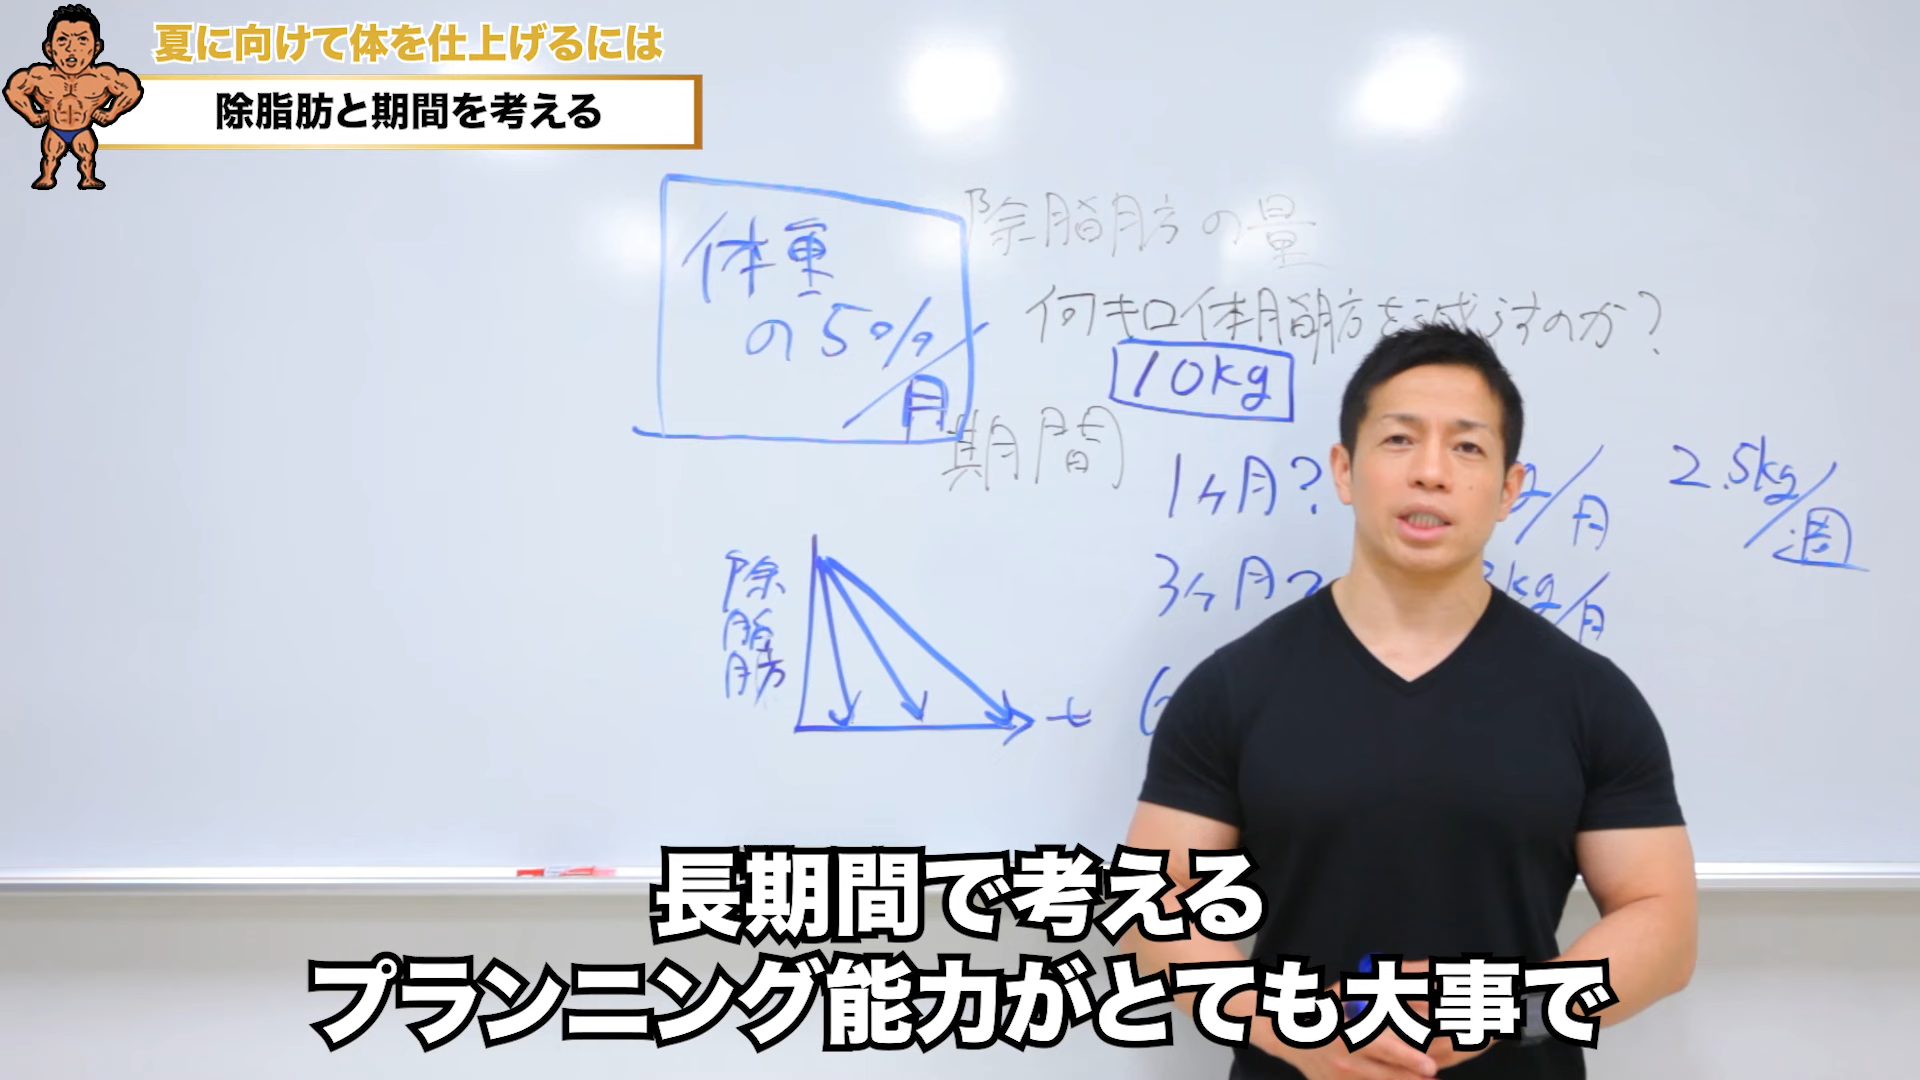 夏に向けて体を仕上げるには
除脂肪と期間を考える
体重
の5%/月
除脂肪の量
何キロ体脂肪を減らすのか?
10kg
期間
1ヶ月?
/月
2.5kg/週
3ヶ月?
3kg/月
除脂肪
t
6
長期間で考える
プランニング能力がとても大事で